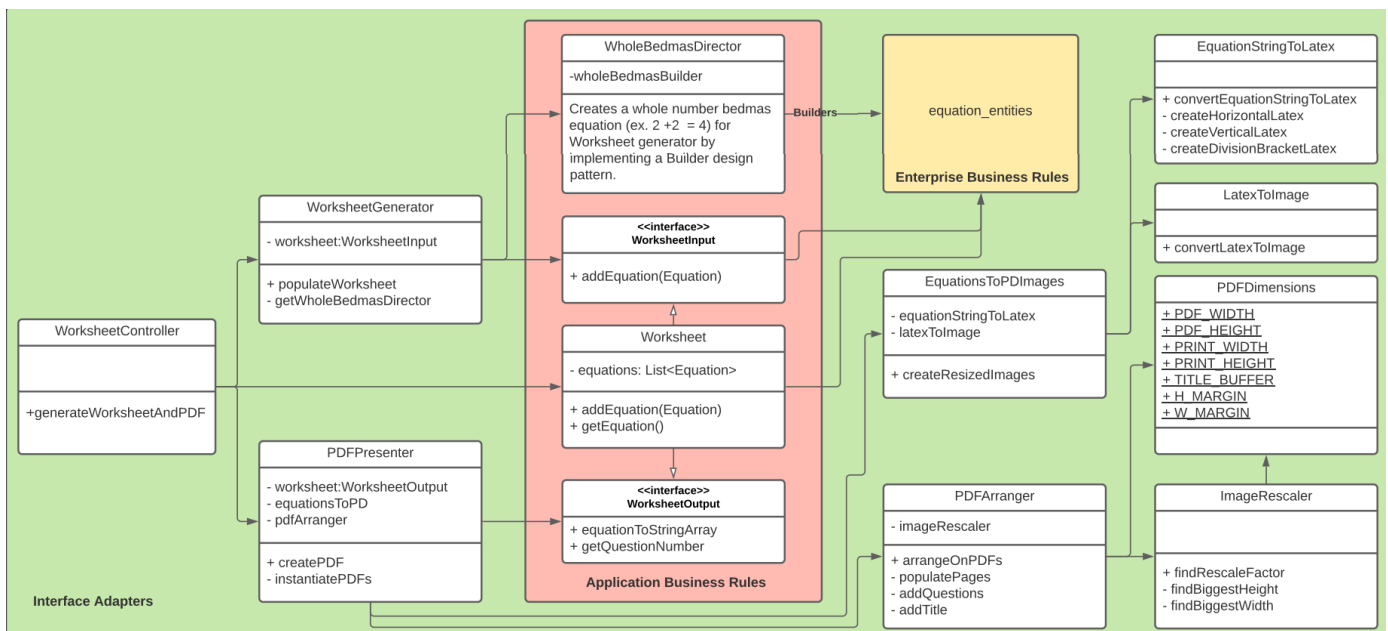 WorksheetController
+generateWorksheetAndPDF
Interface Adapters
WorksheetGenerator
- worksheet:WorksheetInput
+ populateWorksheet
- getWholeBedmasDirector
PDFPresenter
- worksheet:WorksheetOutput
- equationsToPD
- pdfArranger
+ createPDF
- instantiatePDFs
WholeBedmasDirector
-wholeBedmasBuilder
Creates a whole number bedmas
equation (ex. 2 +2 = 4) for
Worksheet generator by
implementing a Builder design
pattern.
<<interface>>
WorksheetInput
+ addEquation(Equation)
Worksheet
- equations: List<Equation>
+ addEquation(Equation)
+ getEquation()
<<interface>>
WorksheetOutput
+ equationToStringArray
+ getQuestionNumber
Application Business Rules
Builders
equation_entities
Enterprise Business Rules
EquationsToPDImages
- equationStringToLatex
- latexToImage
+ createResizedImages
PDFArranger
- imageRescaler
+ arrangeOnPDFs
- populatePages
- addQuestions
- addTitle
EquationStringToLatex
+ convertEquationStringToLatex
- createHorizontalLatex
- createVerticalLatex
- createDivisionBracketLatex
LatexToImage
+ convertLatexToImage
PDFDimensions
+ PDF_WIDTH
+ PDF_HEIGHT
+ PRINT_WIDTH
+ PRINT_HEIGHT
+ TITLE_BUFFER
+ H_MARGIN
+ W_MARGIN
ImageRescaler
+ findRescaleFactor
- findBiggestHeight
- findBiggestWidth